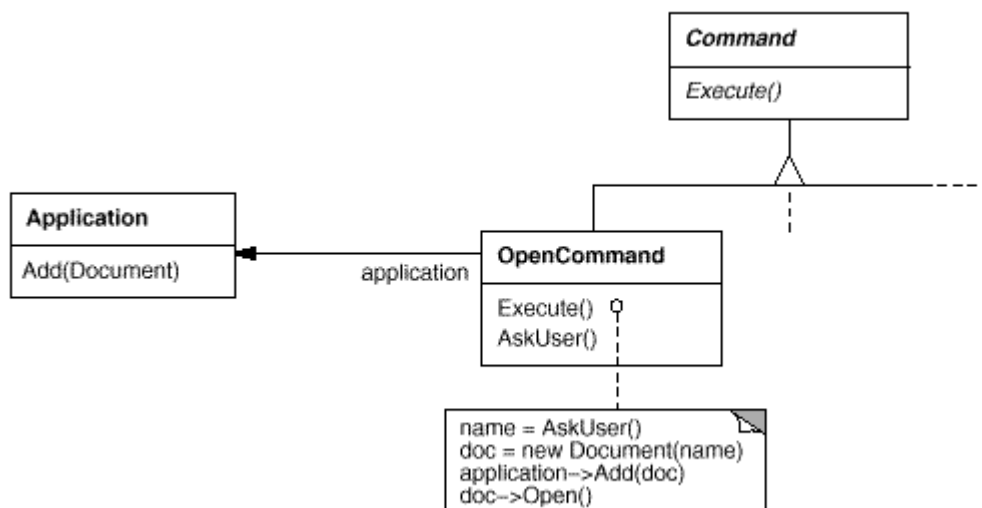 Command
Execute()
Application
Add(Document)
application
OpenCommand
Execute()
AskUser()
name = AskUser()
doc = new Document(name)
application->Add(doc)
doc->Open()